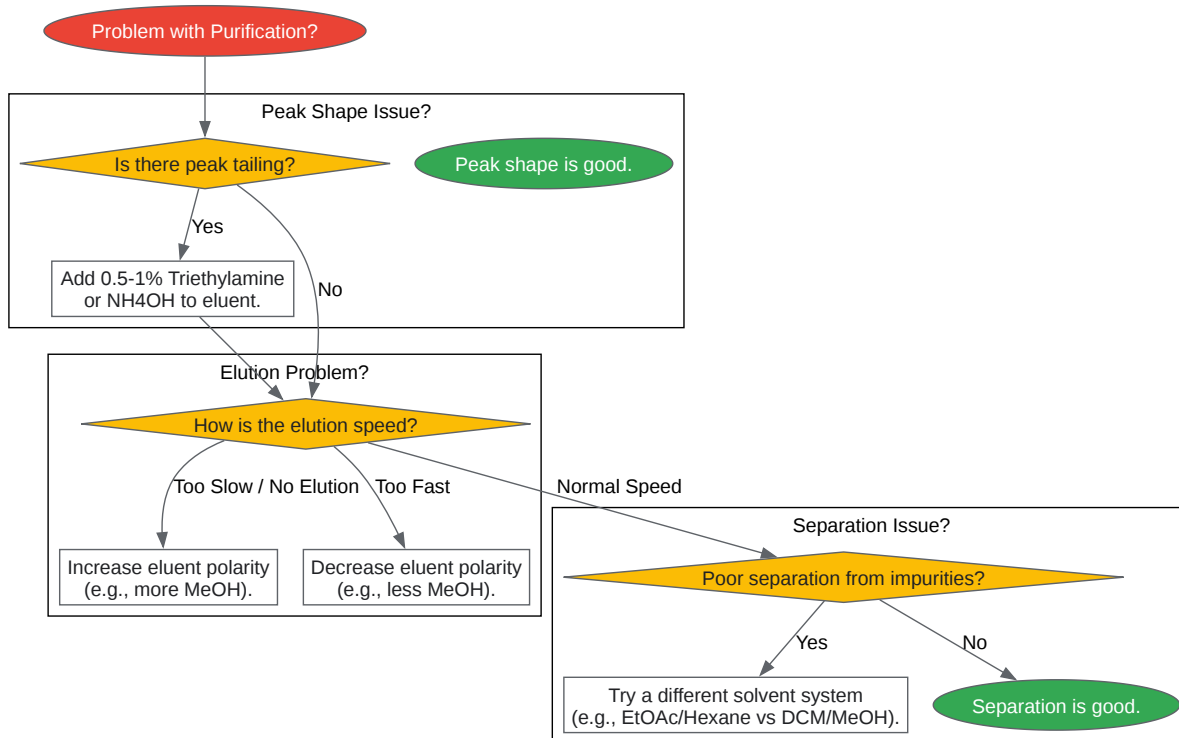 Problem with Purification?
Peak Shape Issue?
Is there peak tailing?
Peak shape is good.
Yes
Add 0.5-1% Triethylamine
or NH4OH to eluent.
No
Elution Problem?
How is the elution speed?
Too Slow / No Elution
Too Fast
Normal Speed
Increase eluent polarity
(e.g., more MeOH).
Decrease eluent polarity
(e.g., less MeOH).
Separation Issue?
Poor separation from impurities?
Yes
No
Try a different solvent system
(e.g., EtOAc/Hexane vs DCM/MeOH).
Separation is good.